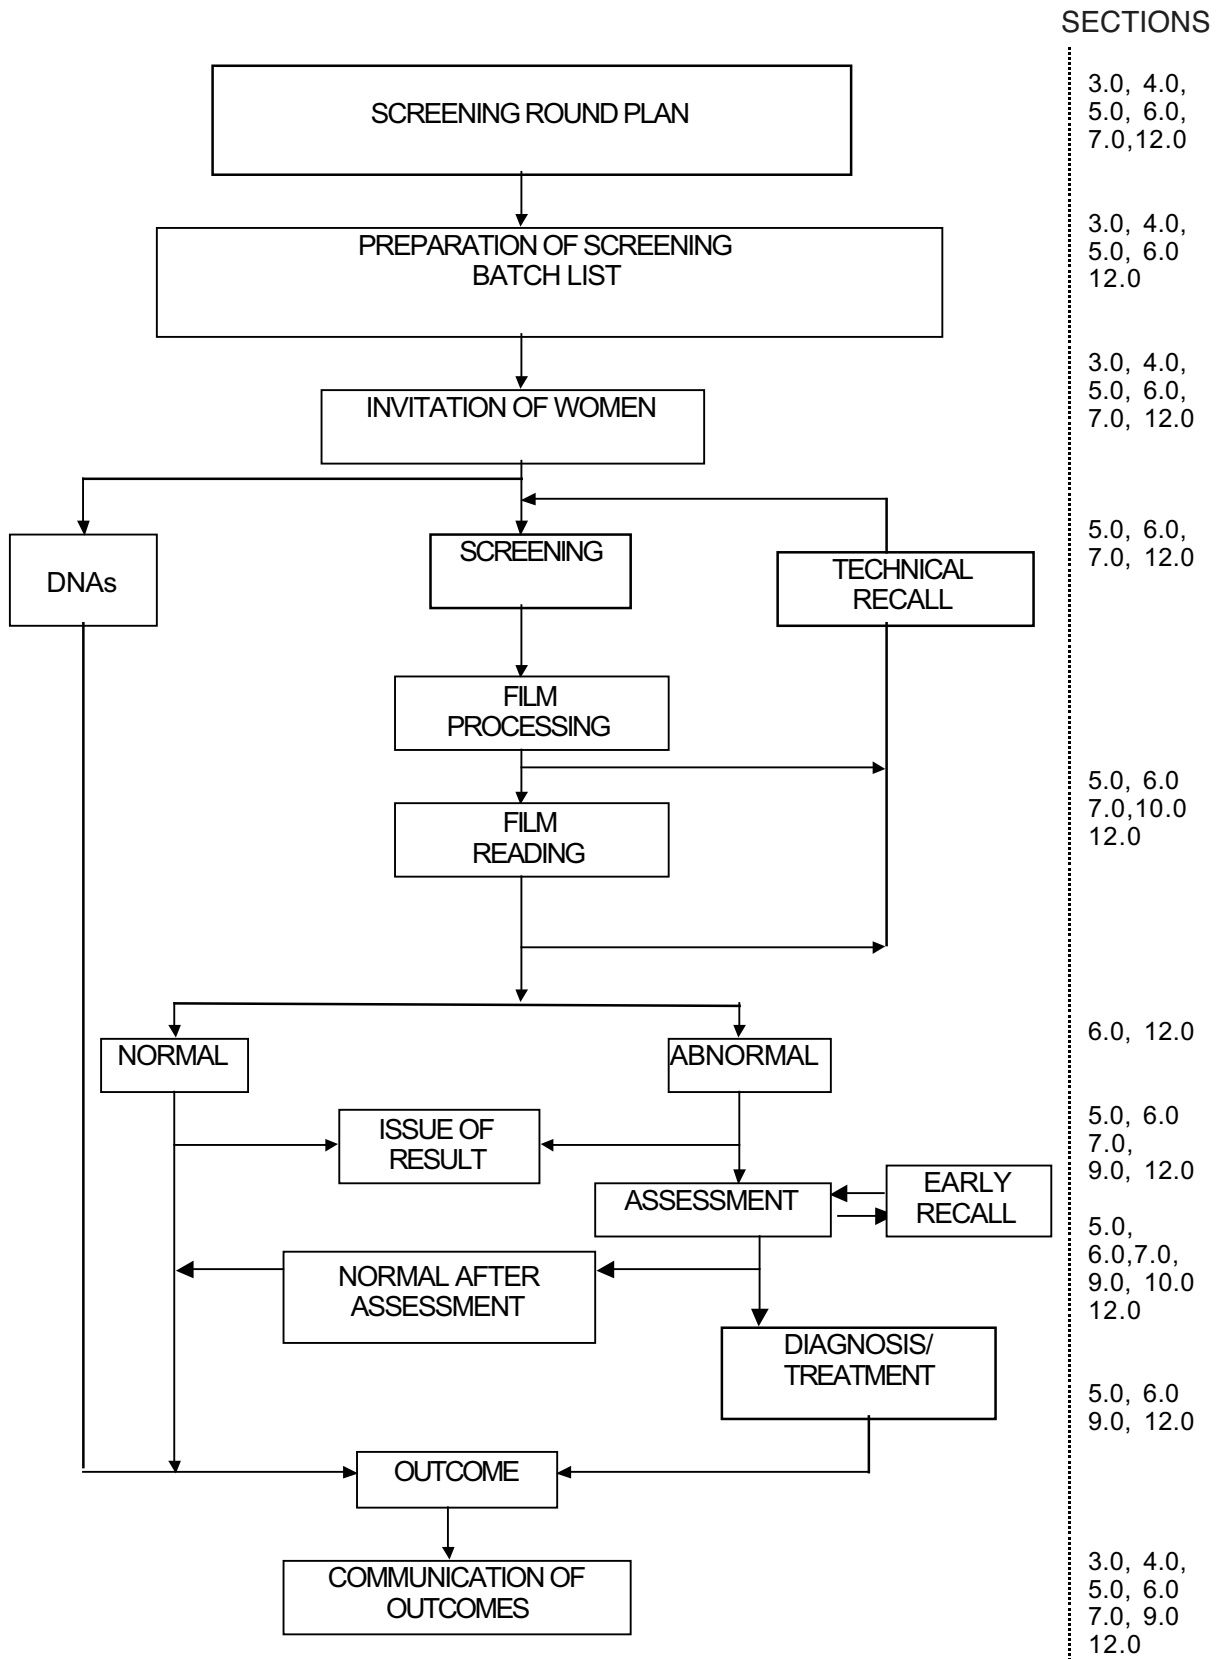 SECTIONS
SCREENING ROUND PLAN
3.0, 4.0,
5.0, 6.0,
7.0,12.0
PREPARATION OF SCREENING
BATCH LIST
3.0, 4.0,
5.0, 6.0
12.0
INVITATION OF WOMEN
3.0, 4.0,
5.0, 6.0,
7.0, 12.0
DNAs
SCREENING
TECHNICAL
RECALL
5.0, 6.0,
7.0, 12.0
FILM
PROCESSING
FILM
READING
5.0, 6.0
7.0,10.0
12.0
NORMAL
ABNORMAL
6.0, 12.0
ISSUE OF
RESULT
5.0, 6.0
7.0,
9.0, 12.0
ASSESSMENT
EARLY
RECALL
NORMAL AFTER
ASSESSMENT
5.0,
6.0,7.0,
9.0, 10.0
12.0
DIAGNOSIS/
TREATMENT
5.0, 6.0
9.0, 12.0
OUTCOME
COMMUNICATION OF
OUTCOMES
3.0, 4.0,
5.0, 6.0
7.0, 9.0
12.0